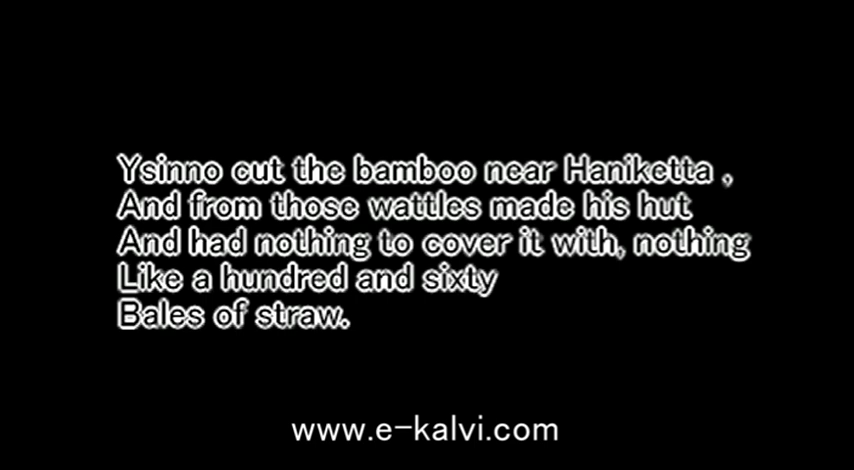 Ysinno cut the bamboo near Haniketta ,
And from those wattles made his hut
And had nothing to cover it with, nothing
Like a hundred and sixty
Bales of straw.
www.e-kalvi.com